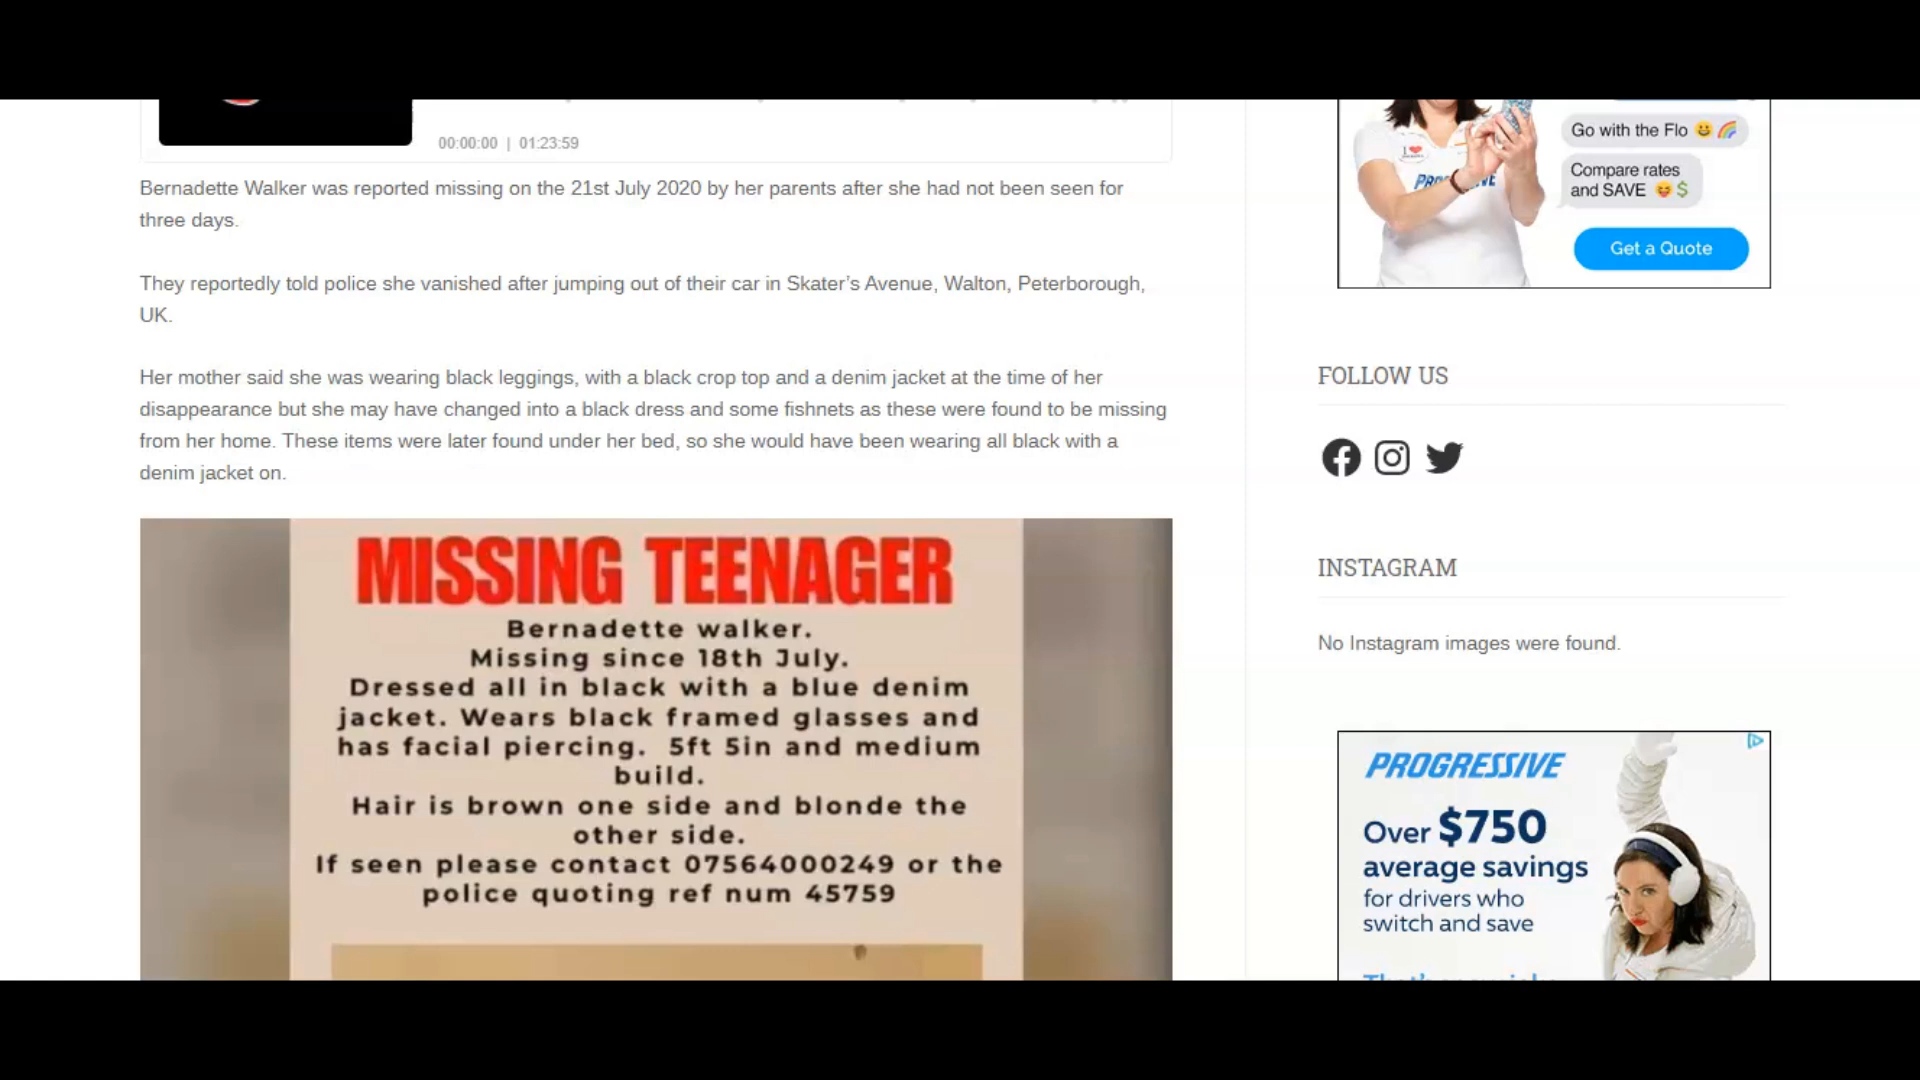 00:00:00 | 01:23:59
Bernadette Walker was reported missing on the 21st July 2020 by her parents after she had not been seen for
three days.
They reportedly told police she vanished after jumping out of their car in Skater’s Avenue, Walton, Peterborough,
UK.
Her mother said she was wearing black leggings, with a black crop top and a denim jacket at the time of her
disappearance but she may have changed into a black dress and some fishnets as these were found to be missing
from her home. These items were later found under her bed, so she would have been wearing all black with a
denim jacket on.
MISSING TEENAGER
Bernadette walker.
Missing since 18th July.
Dressed all in black with a blue denim
jacket. Wears black framed glasses and
has facial piercing. 5ft 5in and medium
build.
Hair is brown one side and blonde the
other side.
If seen please contact 07564000249 or the
police quoting ref num 45759
Go with the Flo 😀 🌈
Compare rates
and SAVE 😝 💲
I ❤
PROGRESSIVE
Get a Quote
FOLLOW US
INSTAGRAM
No Instagram images were found.
PROGRESSIVE
Over $750
average savings
for drivers who
switch and save